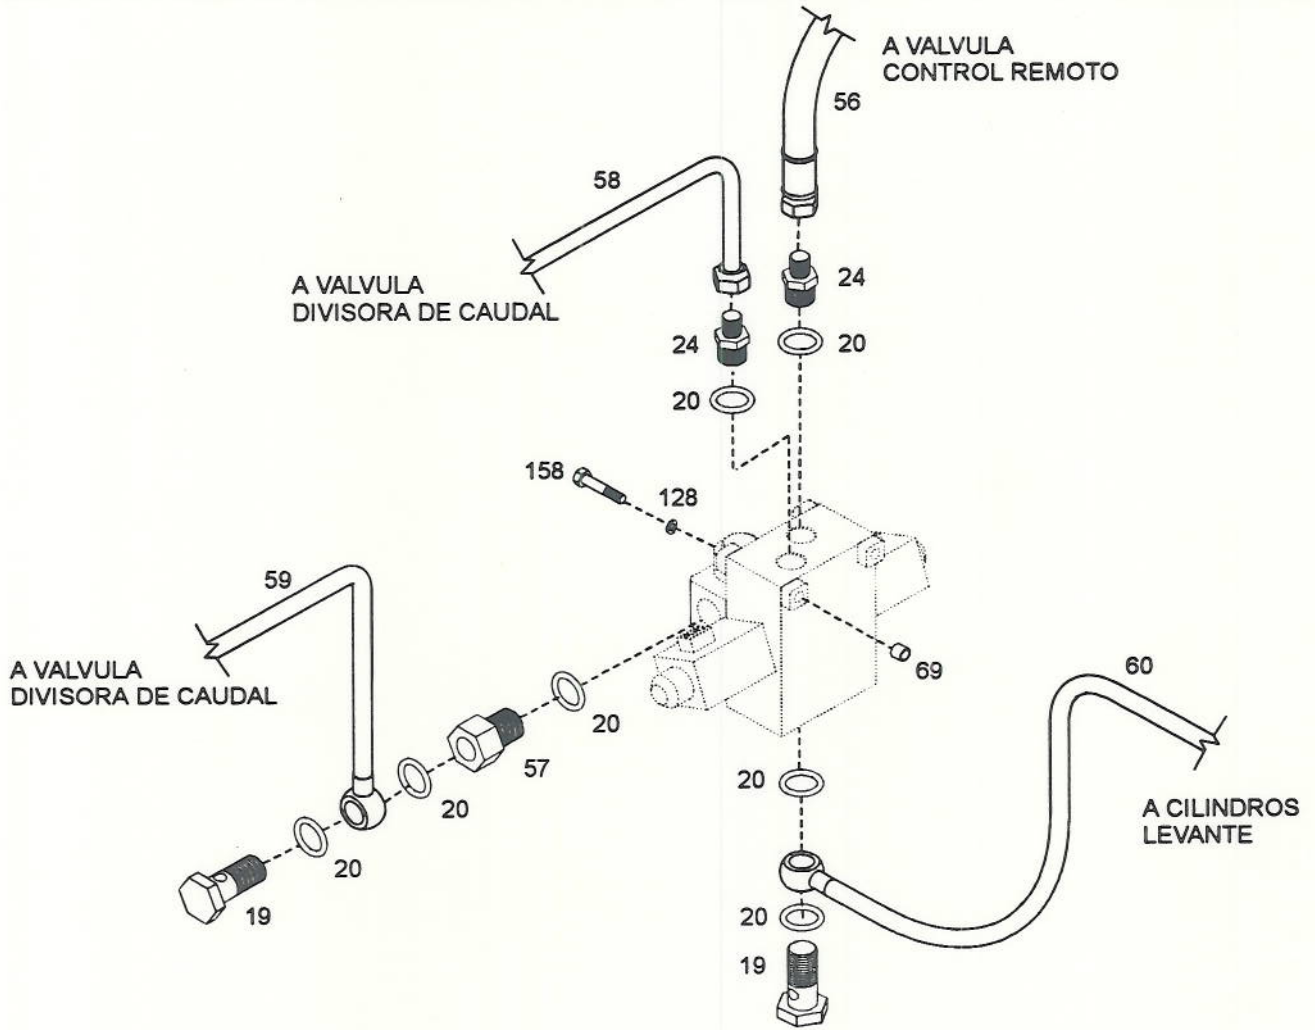 A VALVULA
CONTROL REMOTO
56
58
24
A VALVULA
DIVISORA DE CAUDAL
24
20
20
158
128
59
69
60
A VALVULA
DIVISORA DE CAUDAL
20
57
20
20
A CILINDROS
LEVANTE
20
19
20
19